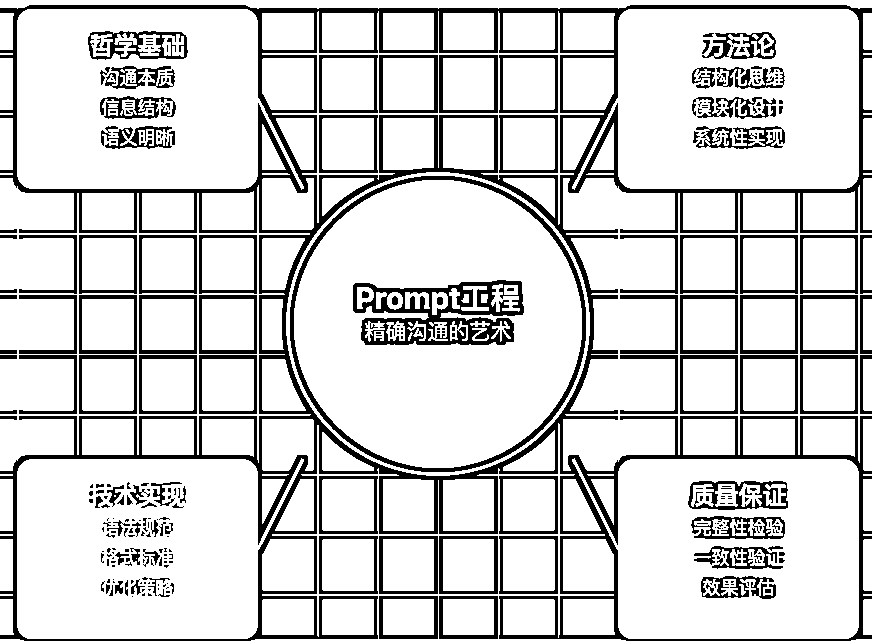 哲学基础
沟通本质
信息结构
语义明晰
方法论
结构化思维
模块化设计
系统性实现
Prompt工程
精确沟通的艺术
技术实现
语法规范
格式标准
优化策略
质量保证
完整性检验
一致性验证
效果评估